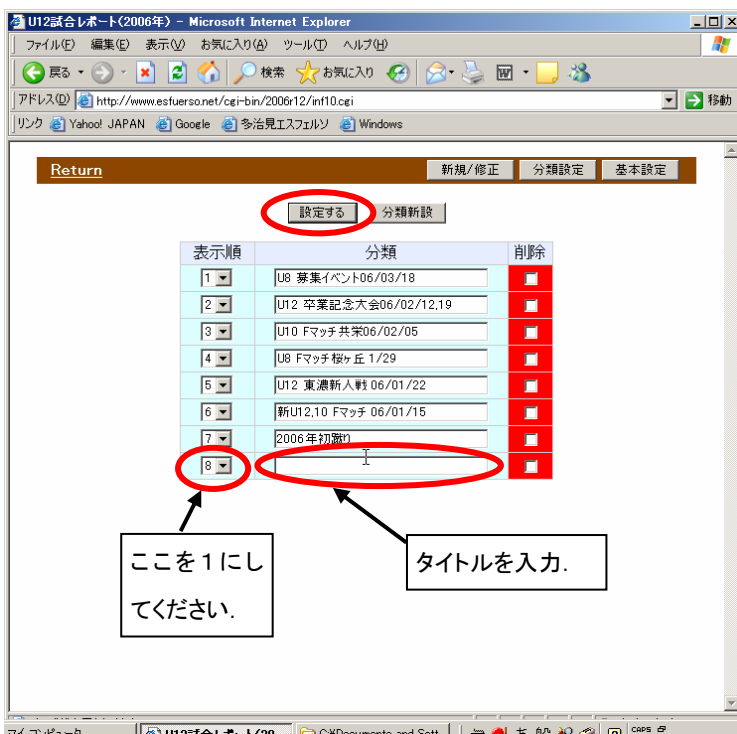 U12試合レポート(2006年) - Microsoft Internet Explorer
ファイル(F) 編集(E) 表示(V) お気に入り(A) ツール(T) ヘルプ(H)
戻る 検索 お気に入り
アドレス(D) http://www.esfuerso.net/cgi-bin/2006r12/inf10.cgi 移動
リンク Yahoo! JAPAN Google 多治見エスフェルソ Windows
Return 新規/修正 分類設定 基本設定
設定する 分類新設
表示順 分類 削除
1 U8 募集イベント06/03/18
2 U12 卒業記念大会06/02/12,19
3 U10 Fマッチ共栄06/02/05
4 U8 Fマッチ桜ヶ丘 1/29
5 U12 東濃新人戦 06/01/22
6 新U12,10 Fマッチ 06/01/15
7 2006年初蹴り
8
ここを1にし
てください.
タイトルを入力.